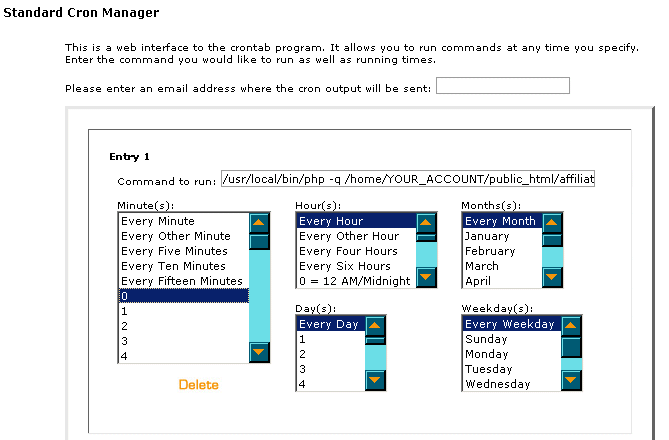 Standard Cron Manager
This is a web interface to the crontab program. It allows you to run commands at any time you specify.
Enter the command you would like to run as well as running times.
Please enter an email address where the cron output will be sent:
Entry 1
Command to run: /usr/local/bin/php -q /home/YOUR_ACCOUNT/public_html/affiliat
Minute(s):
Every Minute
Every Other Minute
Every Five Minutes
Every Ten Minutes
Every Fifteen Minutes
0
1
2
3
4
Delete
Hour(s):
Every Hour
Every Other Hour
Every Four Hours
Every Six Hours
0 = 12 AM/Midnight
Day(s):
Every Day
1
2
3
4
Months(s):
Every Month
January
February
March
April
Weekday(s):
Every Weekday
Sunday
Monday
Tuesday
Wednesday